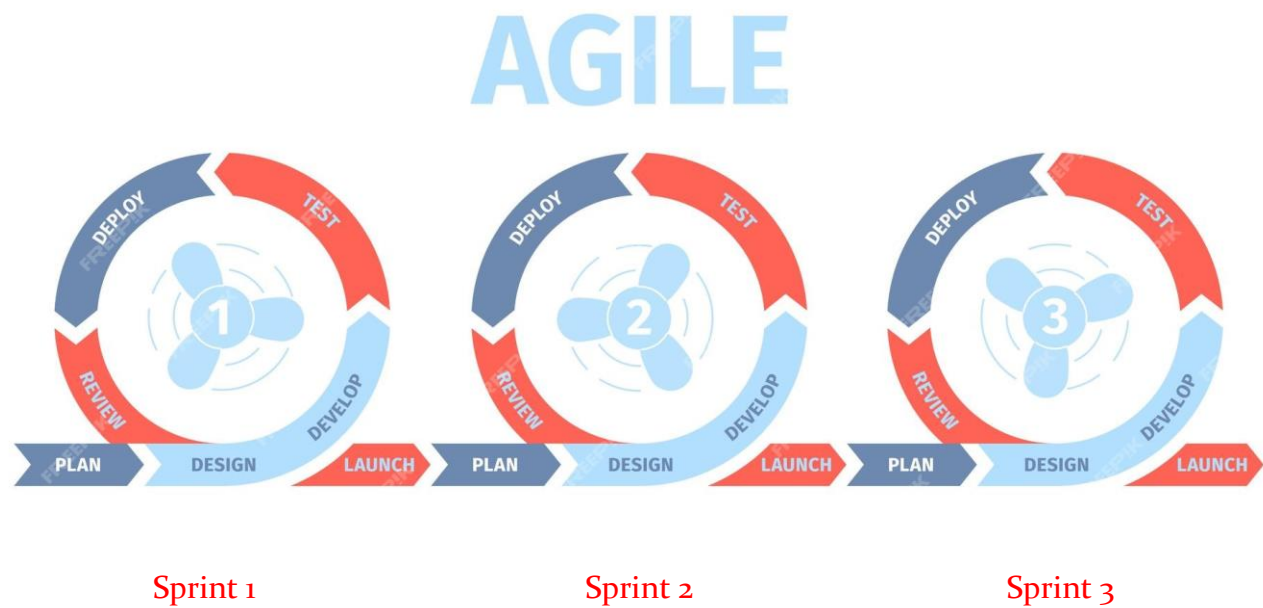 AGILE
DEPLOY
TEST
1
REVIEW
DEVELOP
PLAN
DESIGN
LAUNCH
DEPLOY
TEST
2
REVIEW
DEVELOP
PLAN
DESIGN
LAUNCH
DEPLOY
TEST
3
REVIEW
DEVELOP
PLAN
DESIGN
LAUNCH
Sprint 1
Sprint 2
Sprint 3